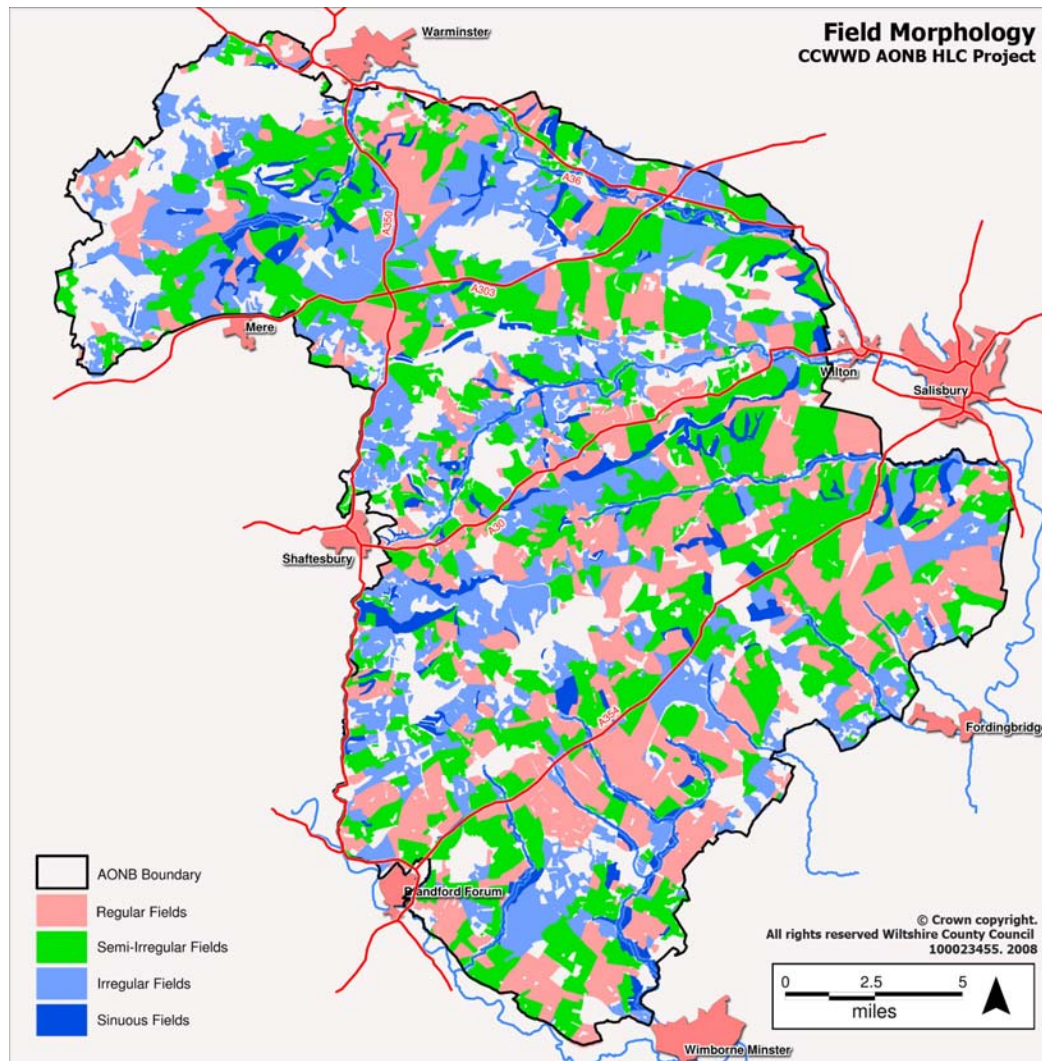 Field Morphology
CCWWD AONB HLC Project
Warminster
A36
A350
A303
Mere
Wilton
Salisbury
A30
Shaftesbury
A354
Fordingbridge
Blandford Forum
Wimborne Minster
AONB Boundary
Regular Fields
Semi-Irregular Fields
Irregular Fields
Sinuous Fields
© Crown copyright.
All rights reserved Wiltshire County Council
100023455. 2008
0 2.5 5
miles